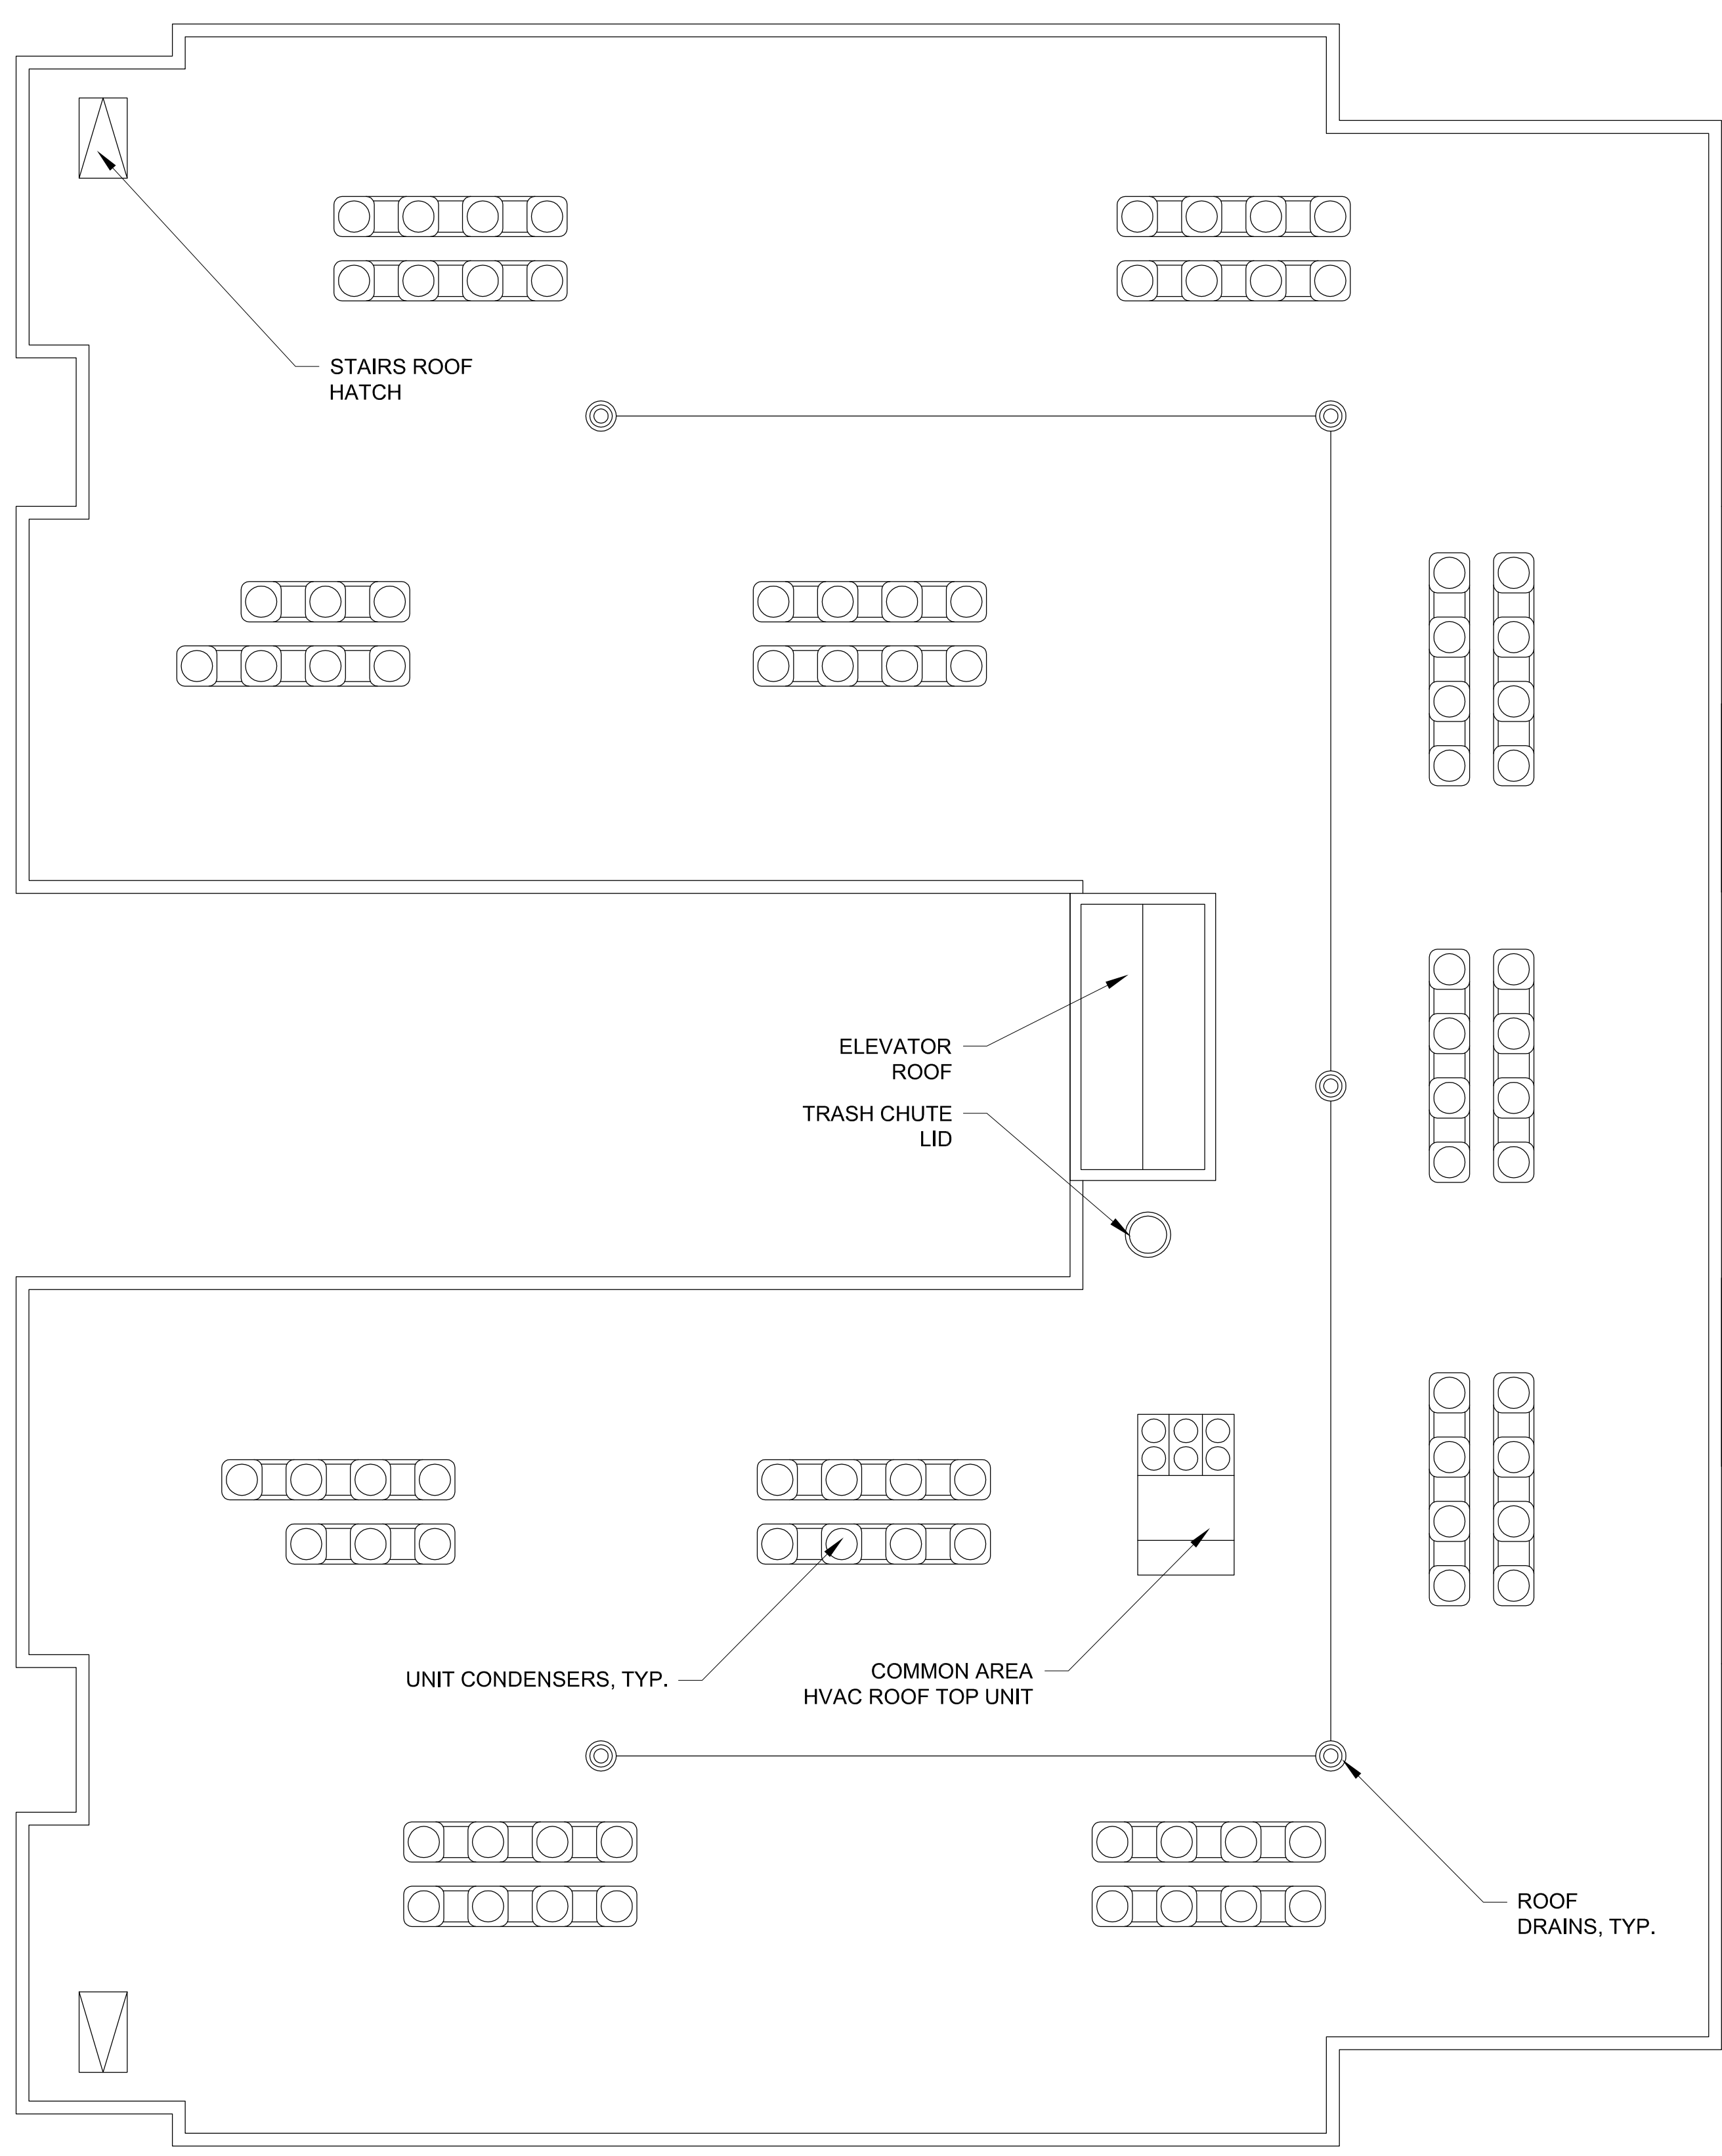 STAIRS ROOF
HATCH
ELEVATOR
ROOF
TRASH CHUTE
LID
UNIT CONDENSERS, TYP.
COMMON AREA
HVAC ROOF TOP UNIT
ROOF
DRAINS, TYP.